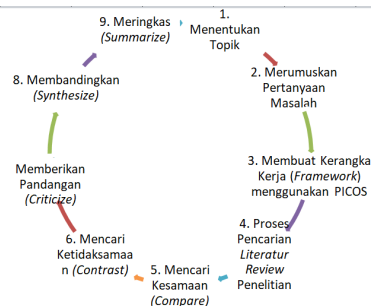 1.
Menentukan
Topik
2. Merumuskan
Pertanyaan
Masalah
3. Membuat Kerangka
Kerja (Framework)
menggunakan PICOS
4. Proses
Pencarian
Literatur
Review
Penelitian
5. Mencari
Kesamaan
(Compare)
6. Mencari
Ketidaksamaa
n (Contrast)
Memberikan
Pandangan
(Criticize)
8. Membandingkan
(Synthesize)
9. Meringkas
(Summarize)